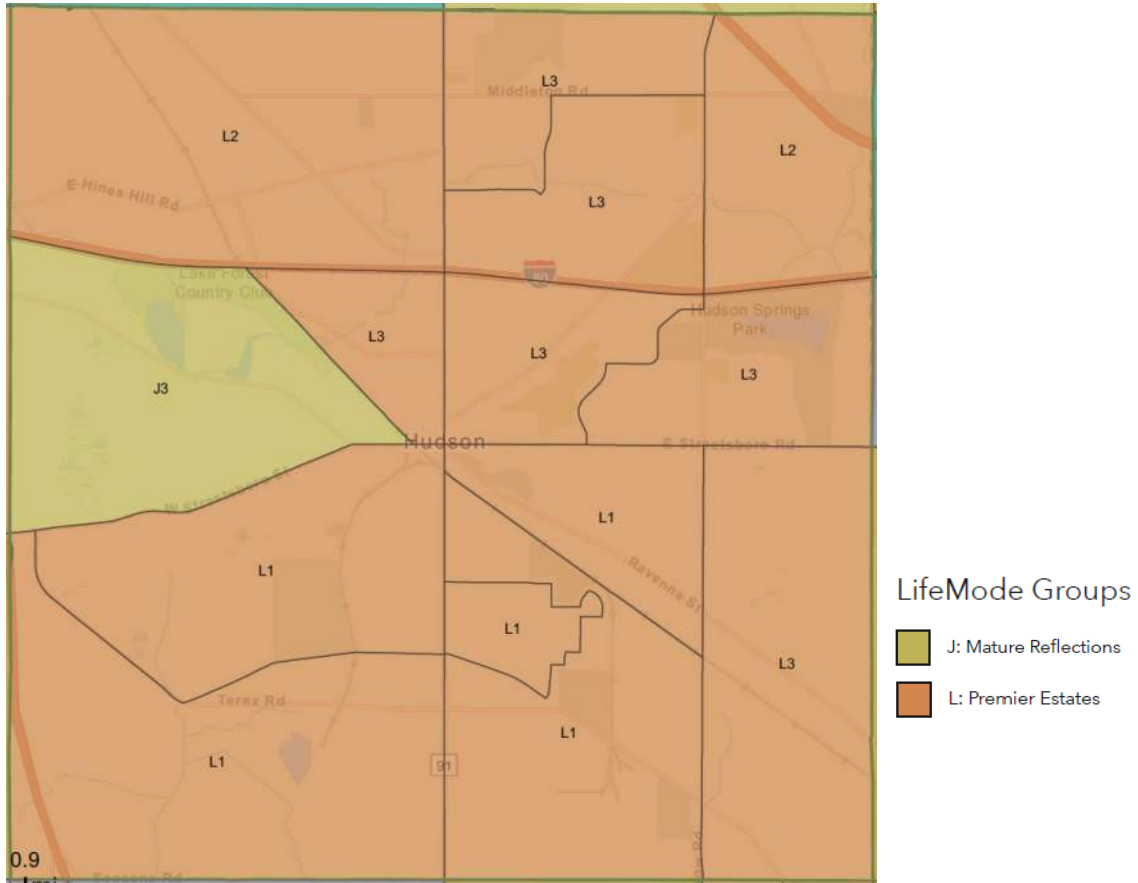 L3
Middleton Rd
L2
L2
E Hines Hill Rd
L3
Lake Forest
Country Club
80
Hudson Springs
Park
L3
L3
L3
J3
Hudson
E Streetsboro Rd
W Streetsboro St
L1
L1
Ravenna St
L1
L3
Terex Rd
L1
L1
91
0.9
LifeMode Groups
J: Mature Reflections
L: Premier Estates